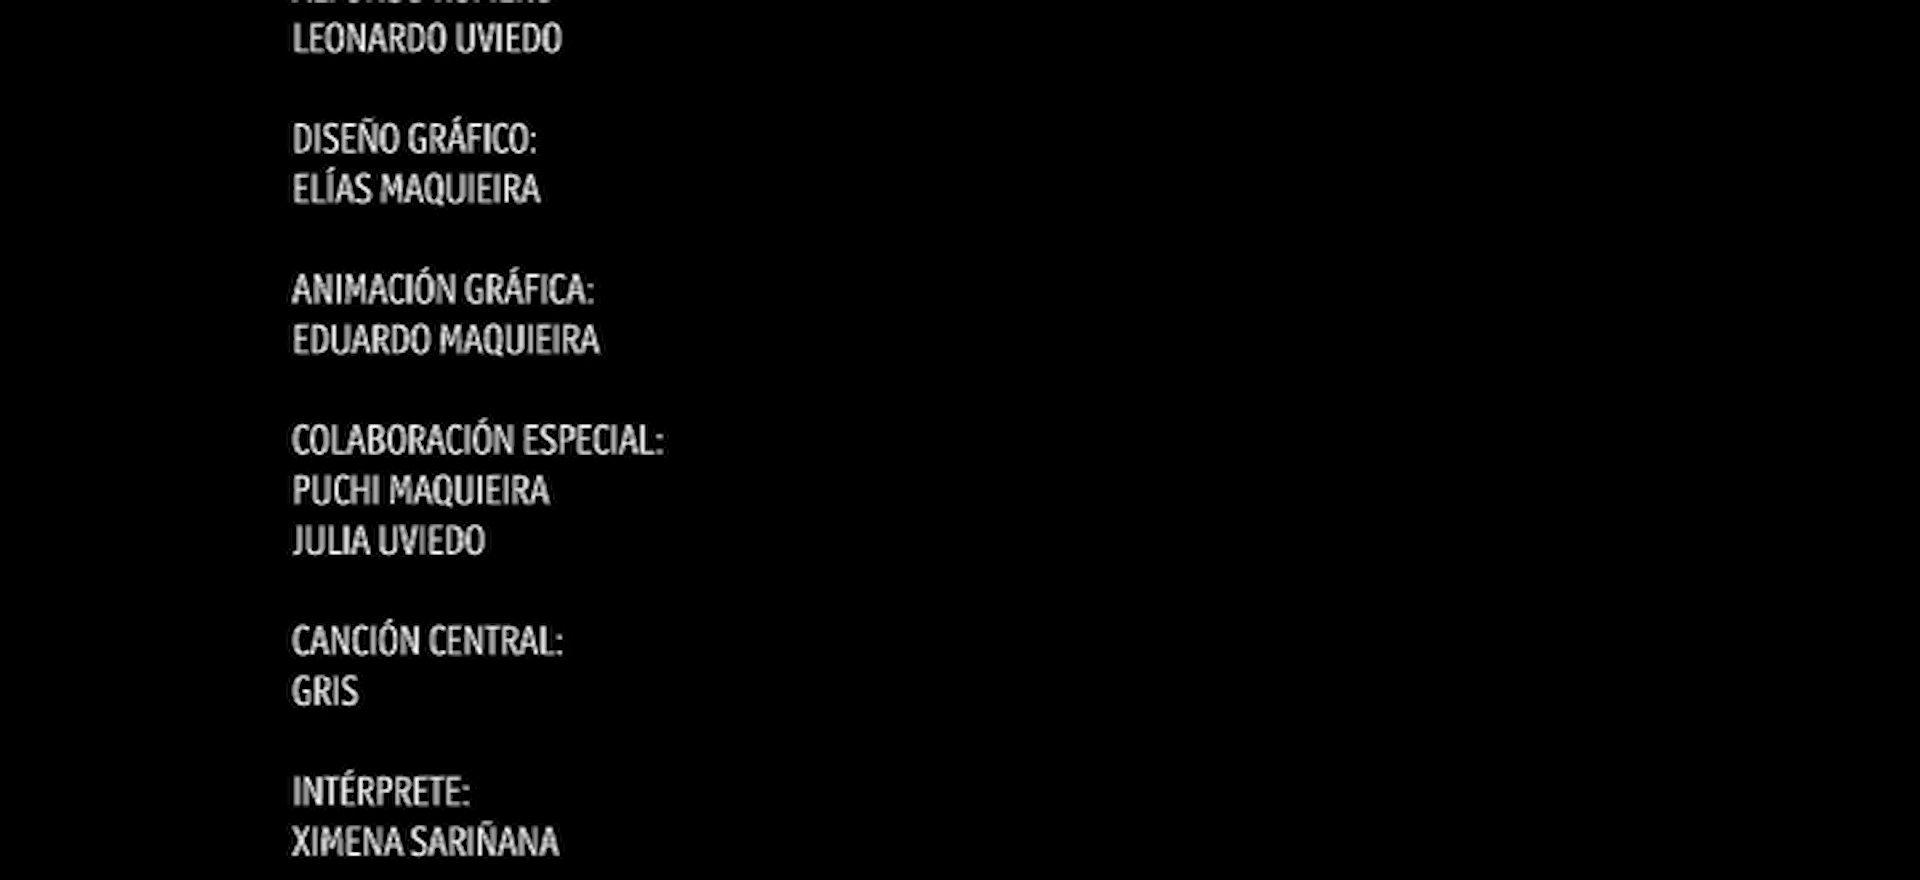 LEONARDO UVIEDO
DISEÑO GRÁFICO:
ELÍAS MAQUIEIRA
ANIMACIÓN GRÁFICA:
EDUARDO MAQUIEIRA
COLABORACIÓN ESPECIAL:
PUCHI MAQUIEIRA
JULIA UVIEDO
CANCIÓN CENTRAL:
GRIS
INTÉRPRETE:
XIMENA SARIÑANA